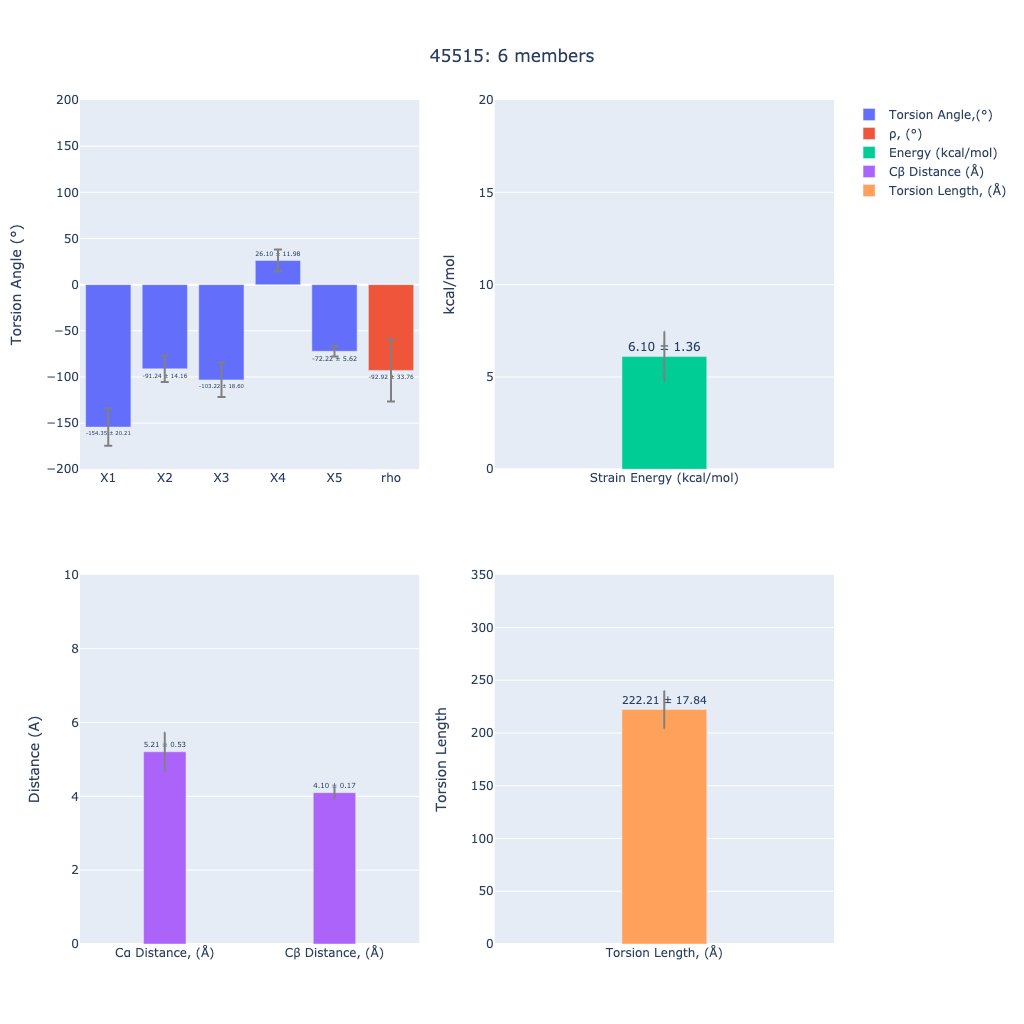 45515: 6 members
Torsion Angle (°)
200
150
100
50
0
−50
−100
−150
−200
-154.35 ± 20.21
-91.24 ± 14.16
-103.22 ± 18.60
26.10 ± 11.98
-72.22 ± 5.62
-92.92 ± 33.76
X1 X2 X3 X4 X5 rho
kcal/mol
20
15
10
5
0
6.10 ± 1.36
Strain Energy (kcal/mol)
Torsion Angle,(°)
ρ, (°)
Energy (kcal/mol)
Cβ Distance (Å)
Torsion Length, (Å)
Distance (A)
10
8
6
4
2
0
5.21 ± 0.53
4.10 ± 0.17
Cα Distance, (Å) Cβ Distance, (Å)
Torsion Length
350
300
250
200
150
100
50
0
222.21 ± 17.84
Torsion Length, (Å)